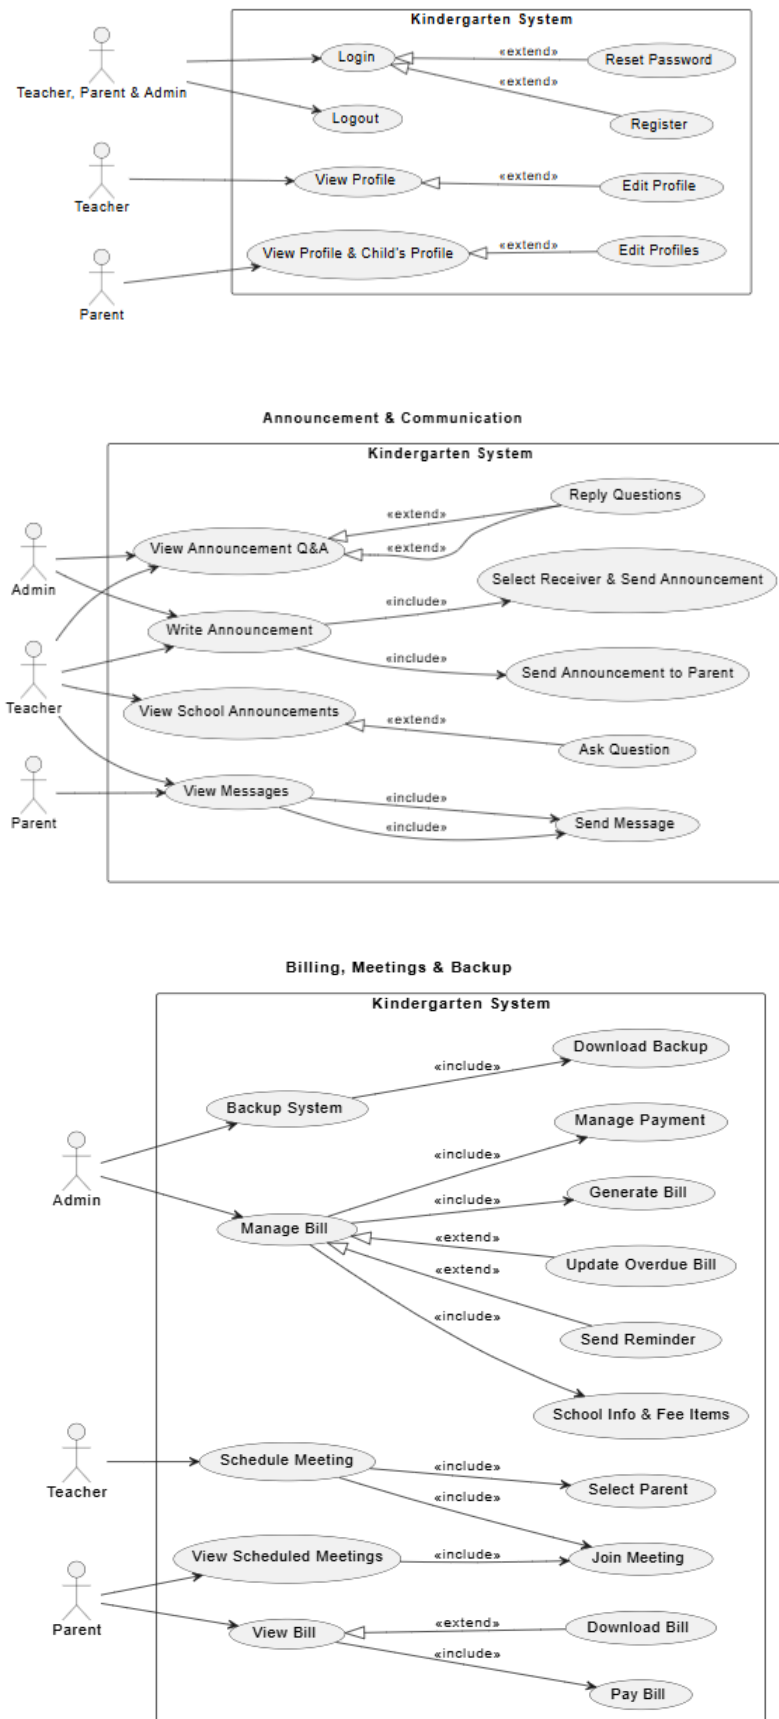 Kindergarten System
Teacher, Parent & Admin
Login
«extend»
Reset Password
«extend»
Logout
Register
Teacher
View Profile
«extend»
Edit Profile
Parent
View Profile & Child's Profile
«extend»
Edit Profiles
Announcement & Communication
Kindergarten System
Admin
View Announcement Q&A
«extend»
«extend»
Reply Questions
Write Announcement
«include»
Select Receiver & Send Announcement
«include»
Send Announcement to Parent
Teacher
View School Announcements
«extend»
Ask Question
Parent
View Messages
«include»
«include»
Send Message
Billing, Meetings & Backup
Kindergarten System
Admin
Backup System
«include»
Download Backup
Manage Bill
«include»
Manage Payment
«include»
Generate Bill
«extend»
Update Overdue Bill
«extend»
Send Reminder
«include»
School Info & Fee Items
Teacher
Schedule Meeting
«include»
Select Parent
«include»
Join Meeting
Parent
View Scheduled Meetings
«include»
View Bill
«extend»
Download Bill
«include»
Pay Bill